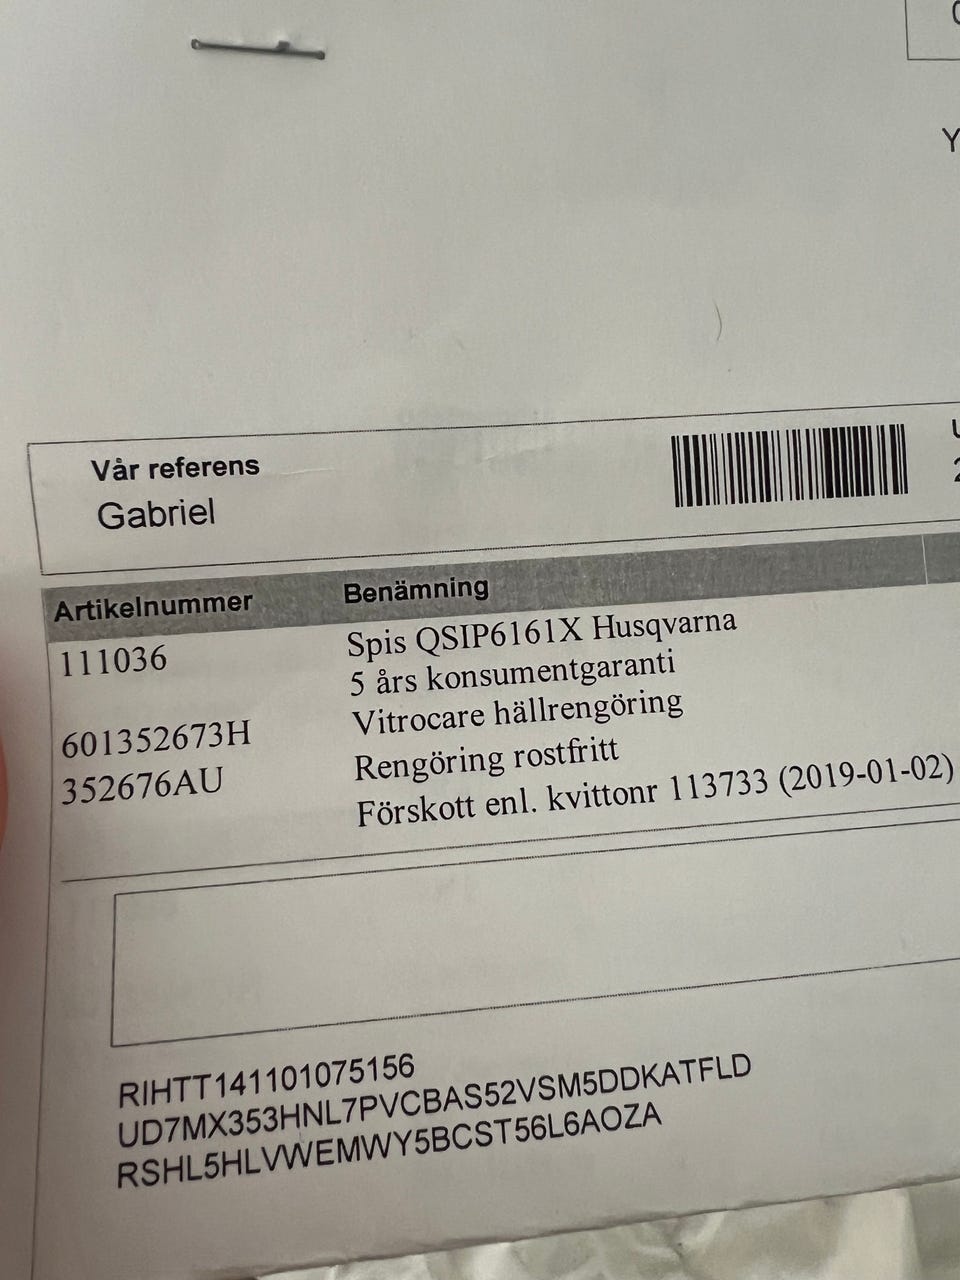 Vår referens
Gabriel
Artikelnummer Benämning
111036 Spis QSIP6161X Husqvarna
5 års konsumentgaranti
601352673H Vitrocare hällrengöring
352676AU Rengöring rostfritt
Förskott enl. kvittonr 113733 (2019-01-02)
RIHTT141101075156
UD7MX353HNL7PVCBAS52VSM5DDKATFLD
RSHL5HLVWEMWY5BCST56L6AOZA